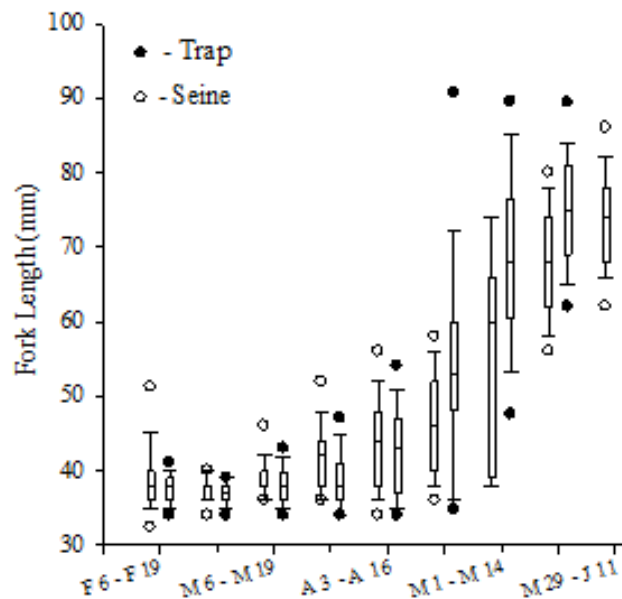 100
● - Trap
○ - Seine
90
80
70
60
50
40
30
Fork Length (mm)
F 6 - F 19
M 6 - M 19
A 3 - A 16
M 1 - M 14
M 29 - J 11